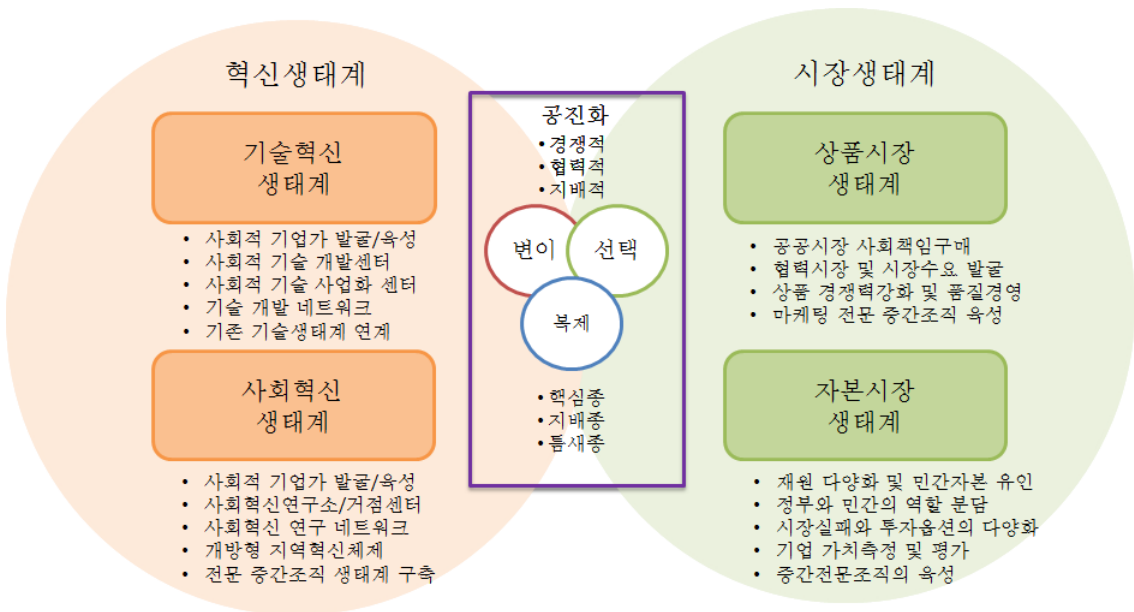 혁신생태계
기술혁신
생태계
• 사회적 기업가 발굴/육성
• 사회적 기술 개발센터
• 사회적 기술 사업화 센터
• 기술 개발 네트워크
• 기존 기술생태계 연계
사회혁신
생태계
• 사회적 기업가 발굴/육성
• 사회혁신연구소/거점센터
• 사회혁신 연구 네트워크
• 개방형 지역혁신체제
• 전문 중간조직 생태계 구축
공진화
•경쟁적
•협력적
•지배적
변이
선택
복제
•핵심종
•지배종
•틈새종
시장생태계
상품시장
생태계
• 공공시장 사회책임구매
• 협력시장 및 시장수요 발굴
• 상품 경쟁력강화 및 품질경영
• 마케팅 전문 중간조직 육성
자본시장
생태계
• 재원 다양화 및 민간자본 유인
• 정부와 민간의 역할 분담
• 시장실패와 투자옵션의 다양화
• 기업 가치측정 및 평가
• 중간전문조직의 육성